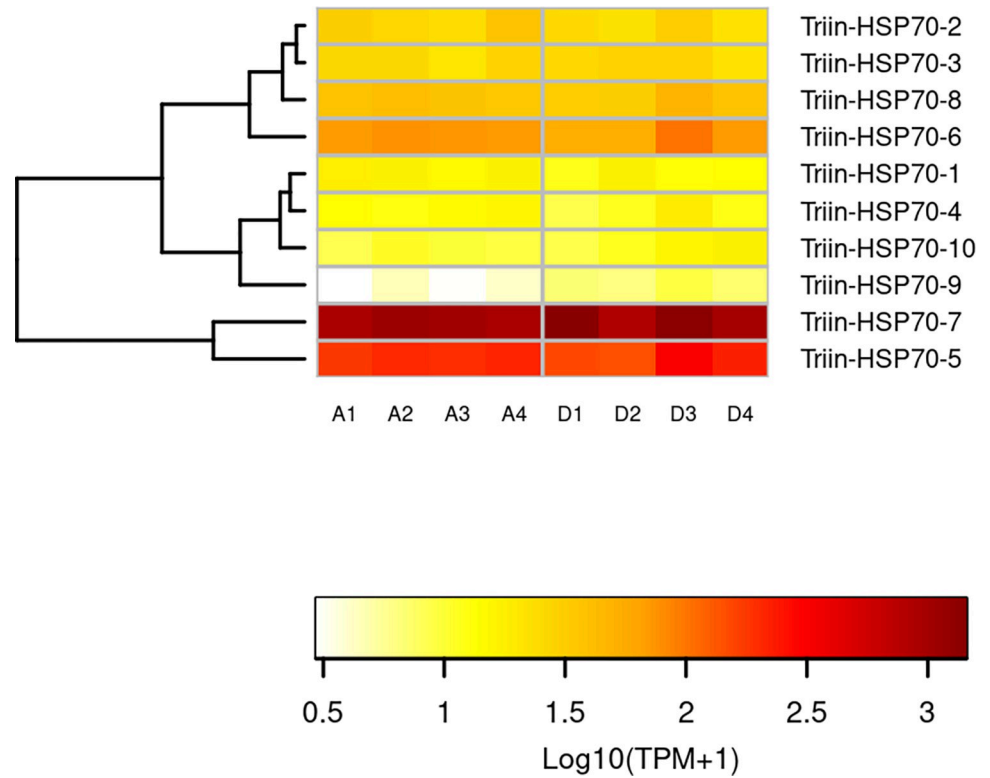 Triin-HSP70-2
Triin-HSP70-3
Triin-HSP70-8
Triin-HSP70-6
Triin-HSP70-1
Triin-HSP70-4
Triin-HSP70-10
Triin-HSP70-9
Triin-HSP70-7
Triin-HSP70-5
A1 A2 A3 A4 D1 D2 D3 D4
0.5 1 1.5 2 2.5 3
Log10(TPM+1)